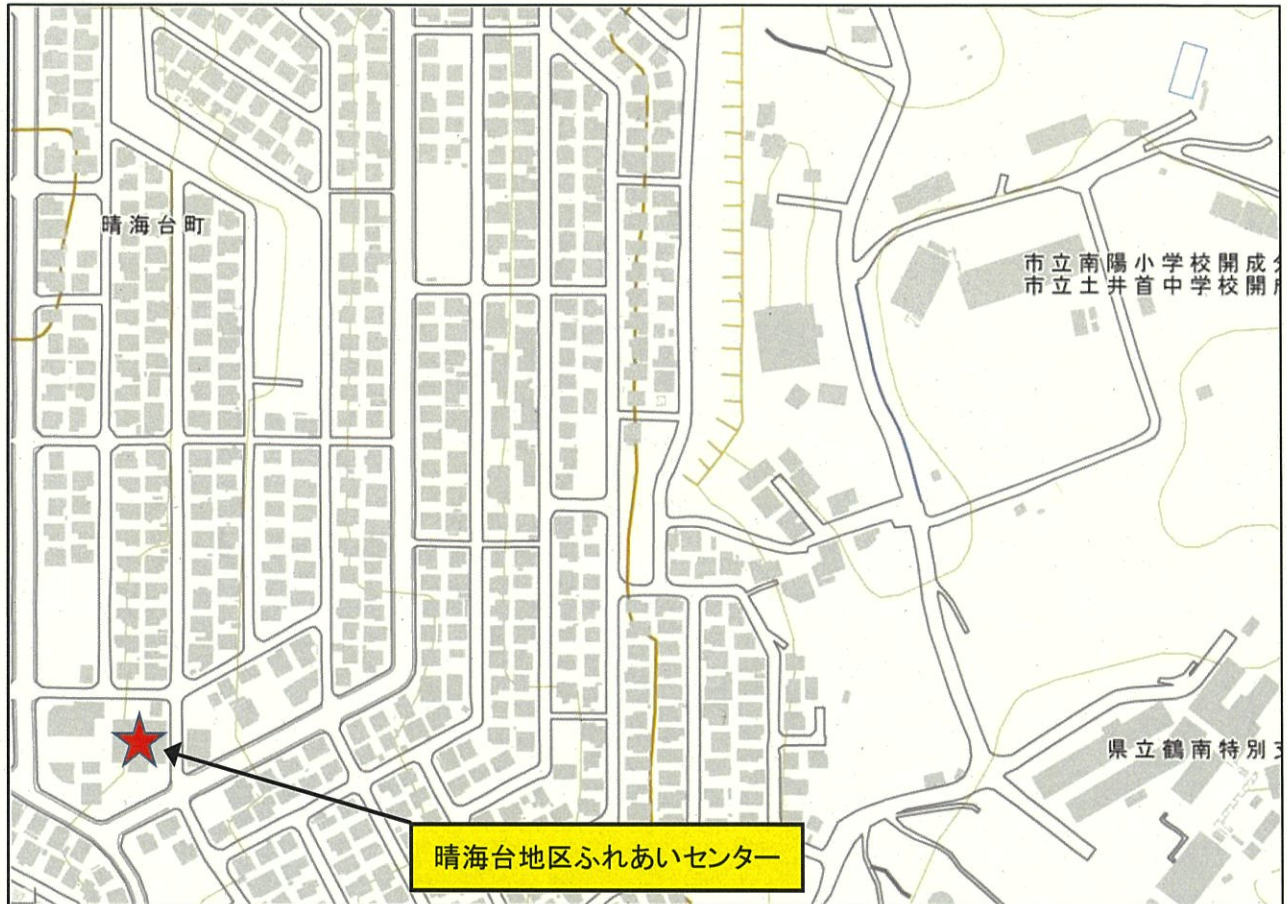 晴海台町
市立南陽小学校開成
市立土井首中学校開
県立鶴南特別
晴海台地区ふれあいセンター